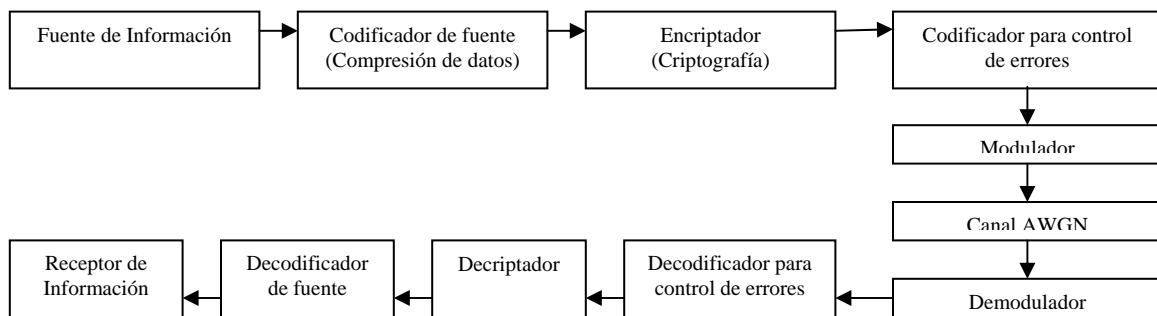 Fuente de Información
Codificador de fuente
(Compresión de datos)
Encriptador
(Criptografía)
Codificador para control
de errores
Modulador
Canal AWGN
Demodulador
Decodificador para
control de errores
Decriptador
Decodificador
de fuente
Receptor de
Información